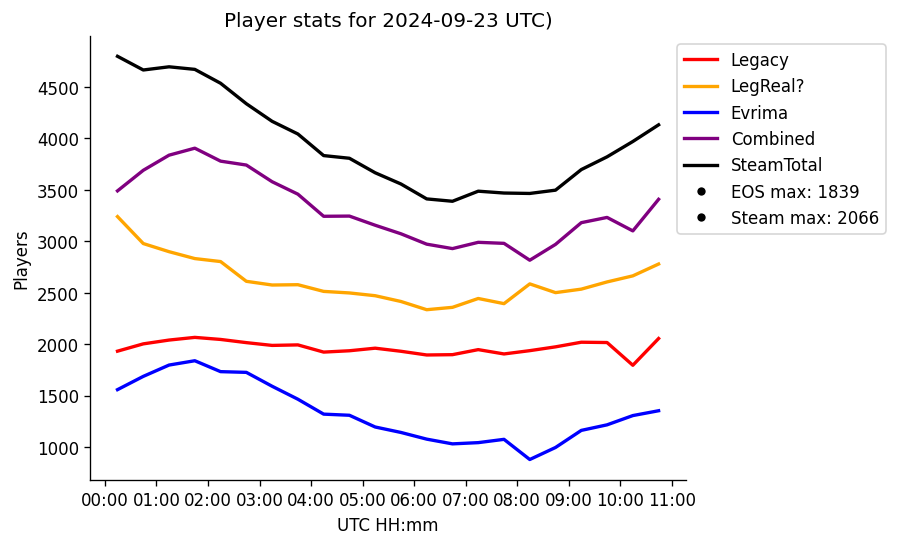 Player stats for 2024-09-23 UTC)
Legacy
LegReal?
Evrima
Combined
SteamTotal
EOS max: 1839
Steam max: 2066
Players
4500
4000
3500
3000
2500
2000
1500
1000
00:00 01:00 02:00 03:00 04:00 05:00 06:00 07:00 08:00 09:00 10:00 11:00
UTC HH:mm